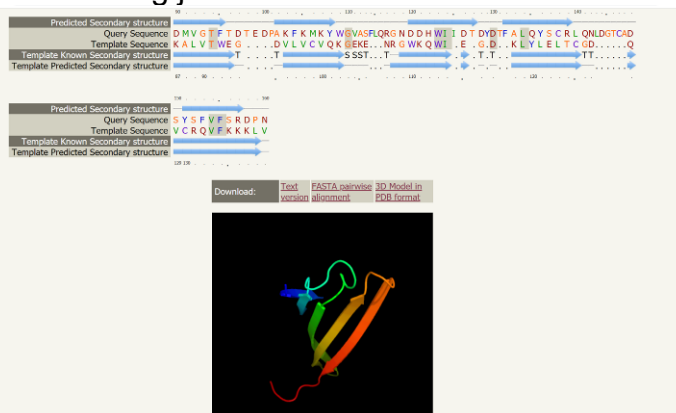 Predicted Secondary structure
Query Sequence DMVGTFTDTEDPAKFKMKYWGVASFLQRGNDDHWIIDTDYDTFALQYSCRLQNLDGTCAD
Template Sequence KALVTWEG....DVLVCVQKGEKE..NRGWKQWIE.GD.KLYLELTCGD......Q
Template Known Secondary structure
Template Predicted Secondary structure
Predicted Secondary structure
Query Sequence SYSFVFSRDPN
Template Sequence VCRQVFKKKLV
Template Known Secondary structure
Template Predicted Secondary structure
Download: Text version FASTA pairwise alignment 3D Model in PDB format